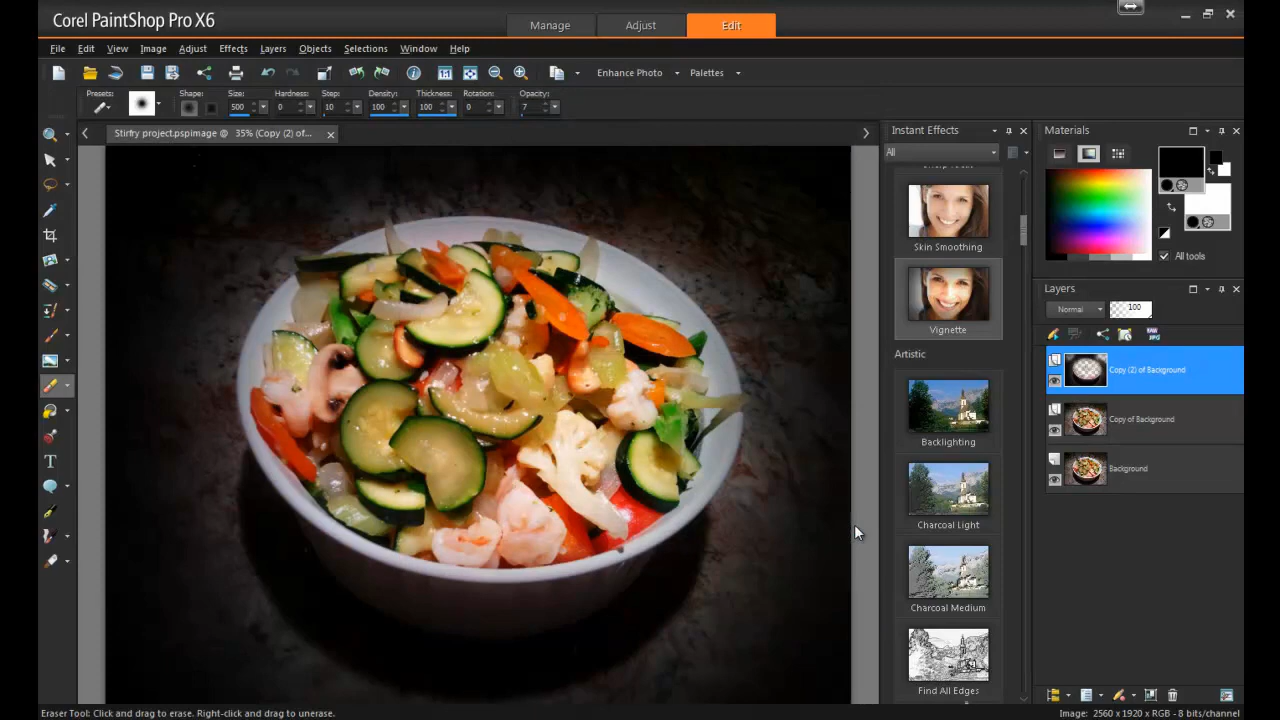 Corel PaintShop Pro X6
Manage
Adjust
Edit
File Edit View Image Adjust Effects Layers Objects Selections Window Help
Enhance Photo
Palettes
Presets: Shape: Size: Hardness: Step: Density: Thickness: Rotation: Opacity:
500 0 10 100 100 0 7
Stirfry project.pspimage @ 35% (Copy (2) of...
Instant Effects
All
Skin Smoothing
Vignette
Artistic
Backlighting
Charcoal Light
Charcoal Medium
Find All Edges
Materials
All tools
Layers
Normal
100
Copy (2) of Background
Copy of Background
Background
Eraser Tool: Click and drag to erase. Right-click and drag to unerase.
Image: 2560 x 1920 x RGB - 8 bits/channel